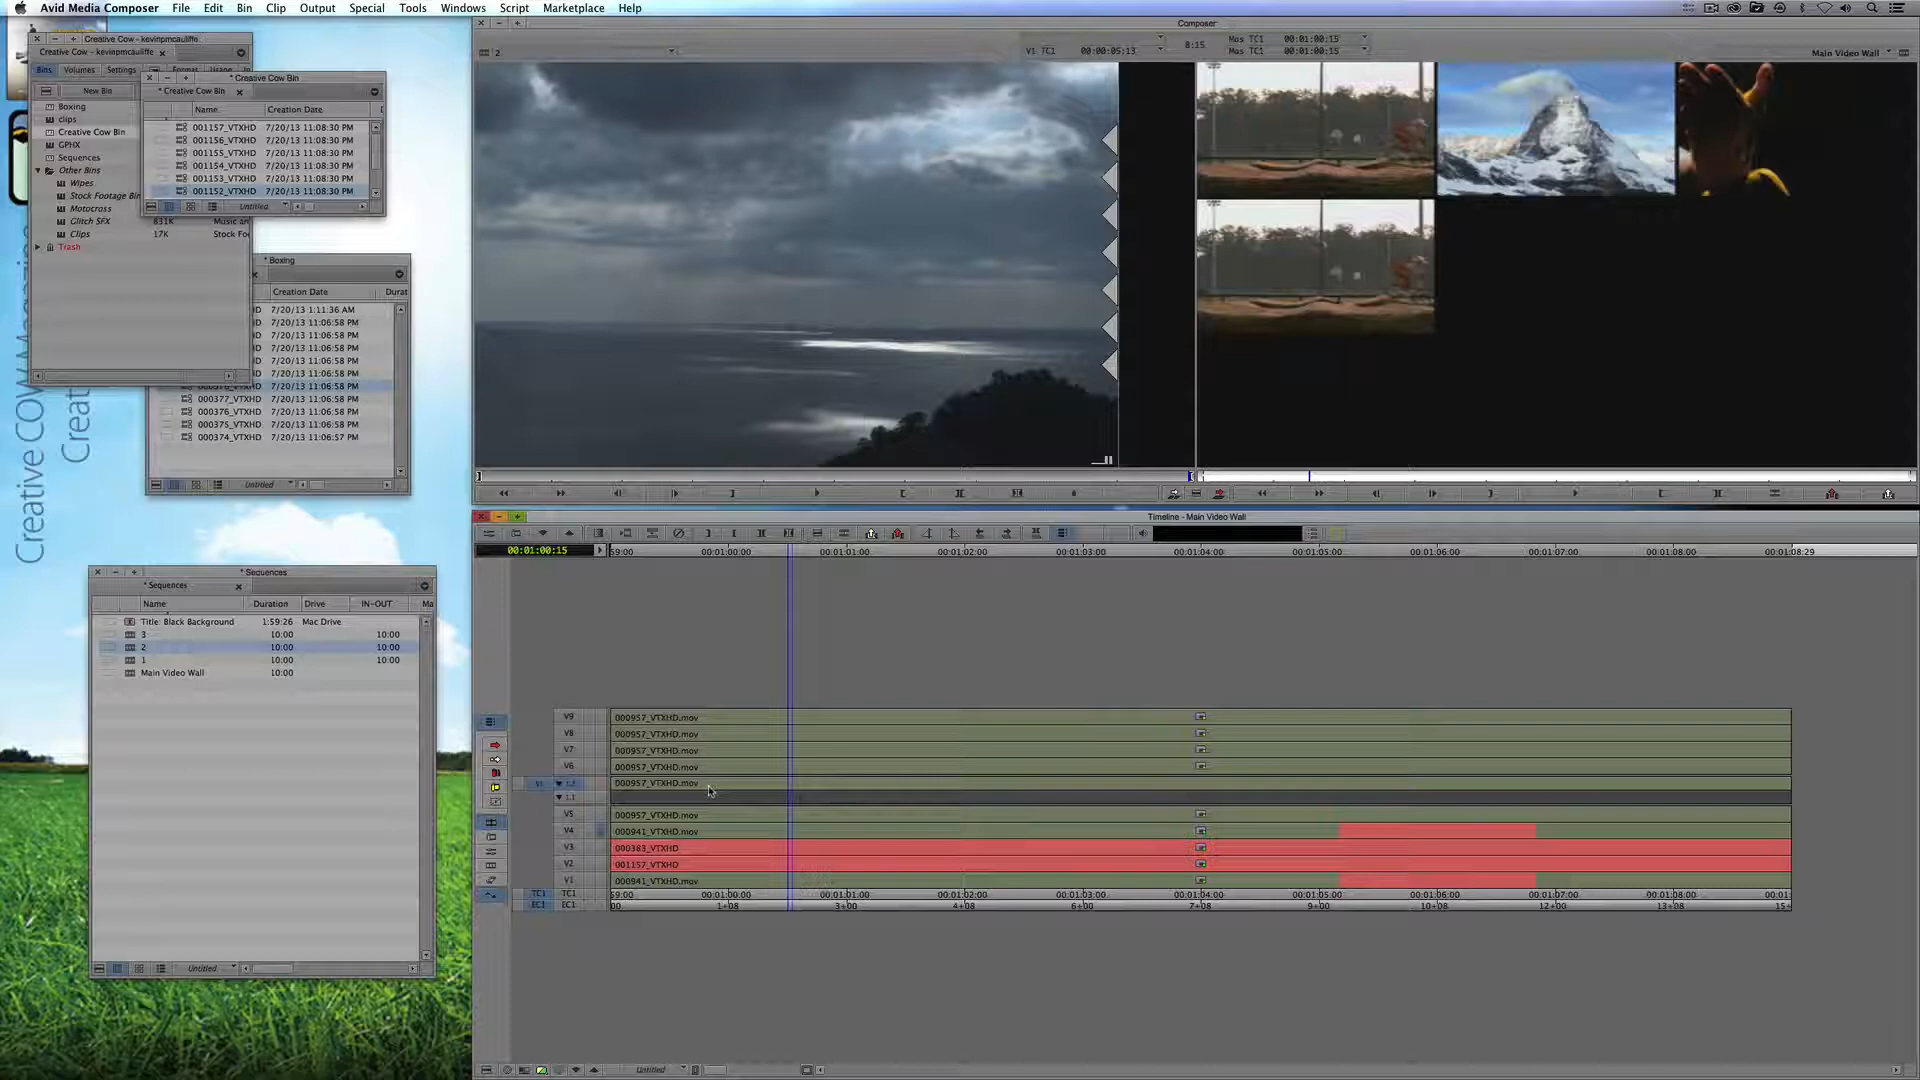 Avid Media Composer File Edit Bin Clip Output Special Tools Windows Script Marketplace Help
Creative Cow - kevinpmcauliffe
Creative Cow - kevinpmcauliffe
Bins Volumes Settings Format Usage
New Bin
Boxing
clips
Creative Cow Bin
GPHX
Sequences
Other Bins
Wipes
Stock Footage Bin
Motocross
Glitch SFX 831K Music an
Clips 17K Stock Fo
Trash
* Creative Cow Bin
* Creative Cow Bin
Name Creation Date
001157_VTXHD 7/20/13 11:08:30 PM
001156_VTXHD 7/20/13 11:08:30 PM
001155_VTXHD 7/20/13 11:08:30 PM
001154_VTXHD 7/20/13 11:08:30 PM
001153_VTXHD 7/20/13 11:08:30 PM
001152_VTXHD 7/20/13 11:08:30 PM
Untitled
* Boxing
Creation Date Durat
7/20/13 1:11:36 AM
7/20/13 11:06:58 PM
7/20/13 11:06:58 PM
7/20/13 11:06:58 PM
7/20/13 11:06:58 PM
7/20/13 11:06:58 PM
7/20/13 11:06:58 PM
000377_VTXHD 7/20/13 11:06:58 PM
000376_VTXHD 7/20/13 11:06:58 PM
000375_VTXHD 7/20/13 11:06:58 PM
000374_VTXHD 7/20/13 11:06:57 PM
Untitled
Creative COW Magazine
Creat
* Sequences
* Sequences
Name Duration Drive IN-OUT Ma
Title: Black Background 1:59:26 Mac Drive
3 10:00 10:00
2 10:00 10:00
1 10:00 10:00
Main Video Wall 10:00
Untitled
Composer
2
V1 TC1 00:00:05:13 8:15
Mas TC1 00:01:00:15
Mas TC1 00:01:00:15
Main Video Wall
Timeline - Main Video Wall
00:01:00:15 59:00 00:01:00:00 00:01:01:00 00:01:02:00 00:01:03:00 00:01:04:00 00:01:05:00 00:01:06:00 00:01:07:00 00:01:08:00 00:01:08:29
V9 000957_VTXHD.mov
V8 000957_VTXHD.mov
V7 000957_VTXHD.mov
V6 000957_VTXHD.mov
V1 1.2 000957_VTXHD.mov
1.1
V5 000957_VTXHD.mov
V4 000941_VTXHD.mov
V3 000383_VTXHD
V2 001157_VTXHD
V1 000941_VTXHD.mov
TC1 TC1 59:00 00:01:00:00 00:01:01:00 00:01:02:00 00:01:03:00 00:01:04:00 00:01:05:00 00:01:06:00 00:01:07:00 00:01:08:00 00:01:
EC1 EC1 00 1+08 3+00 4+08 6+00 7+08 9+00 10+08 12+00 13+08 15+
Untitled